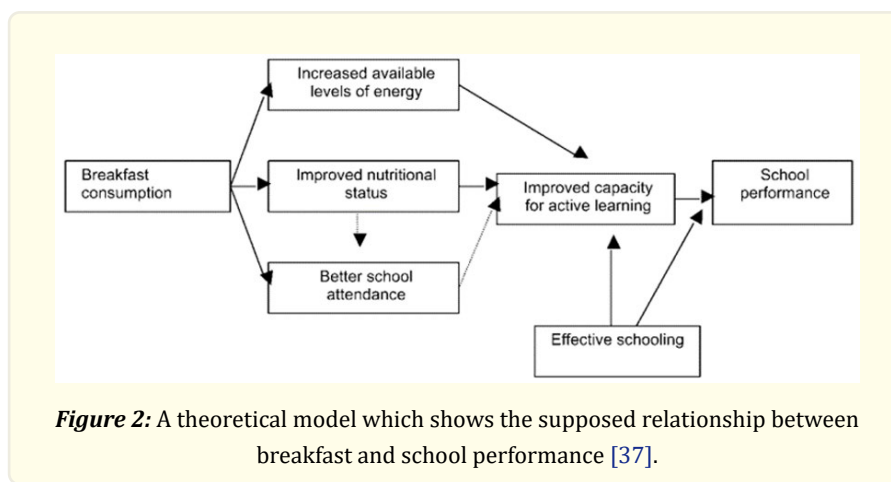 Increased available
levels of energy
Breakfast
consumption
Improved nutritional
status
Improved capacity
for active learning
School
performance
Better school
attendance
Effective schooling
Figure 2: A theoretical model which shows the supposed relationship between
breakfast and school performance [37].